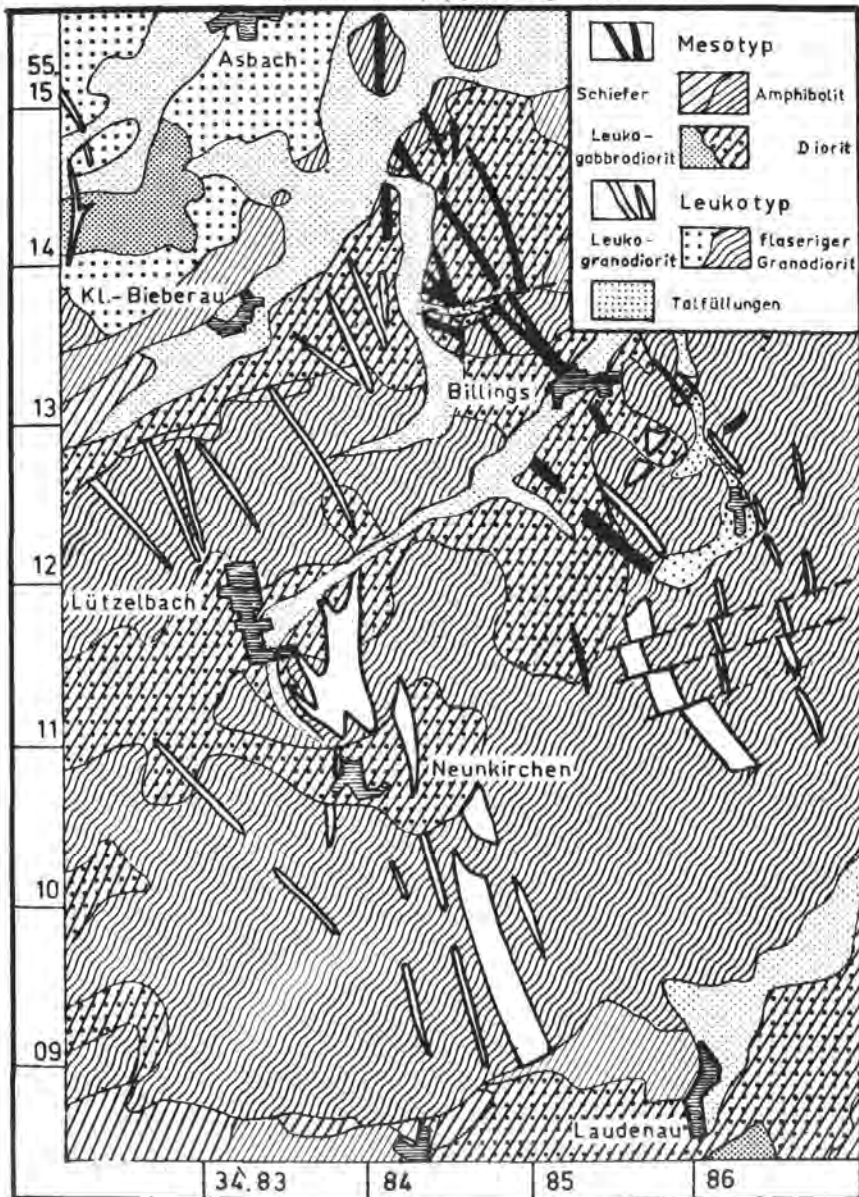 Asbach
55.
15
14
Kl.-Bieberau
13
Billings
12
Lützelbach
11
Neunkirchen
10
09
Laudenau
34. 83
84
85
86
Mesotyp
Schiefer
Amphibolit
Leuko-
gabbrodiorit
Diorit
Leukotyp
Leuko-
granodiorit
flaseriger
Granodiorit
Talfüllungen